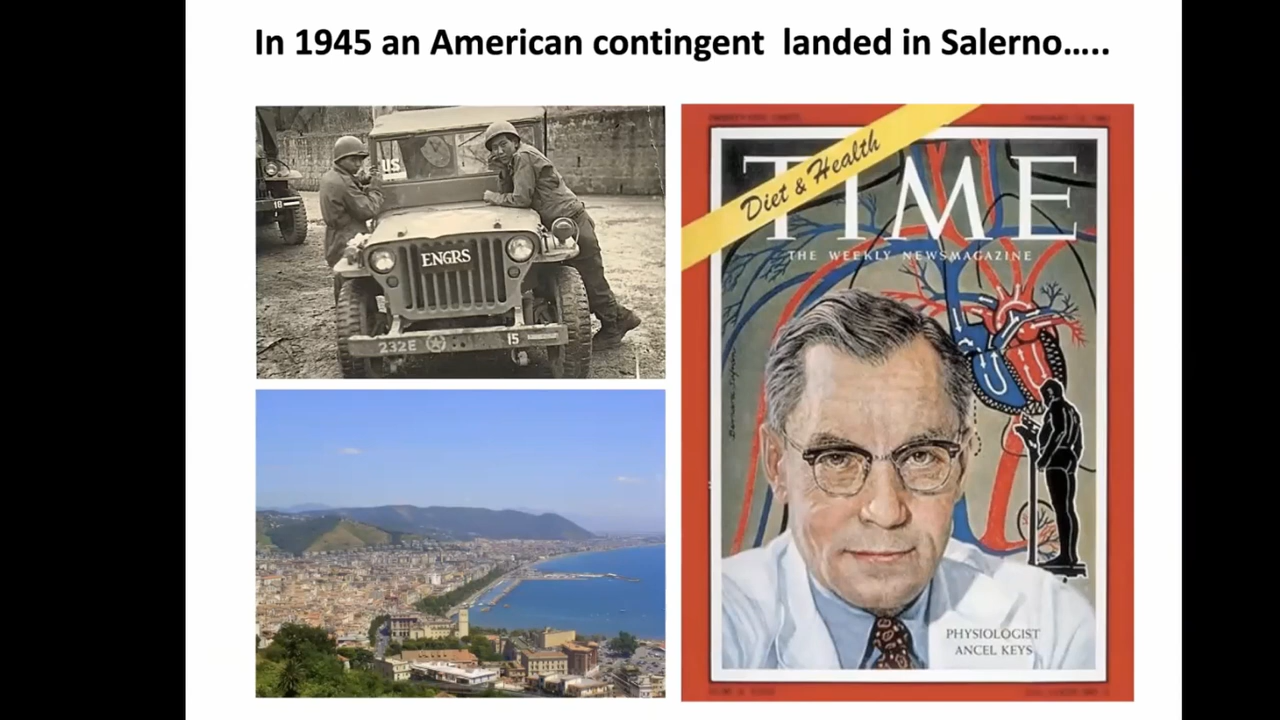 In 1945 an American contingent landed in Salerno.....
US
18
ENGRS
232E
15
Diet & Health
TIME
THE WEEKLY NEWSMAGAZINE
PHYSIOLOGIST
ANCEL KEYS